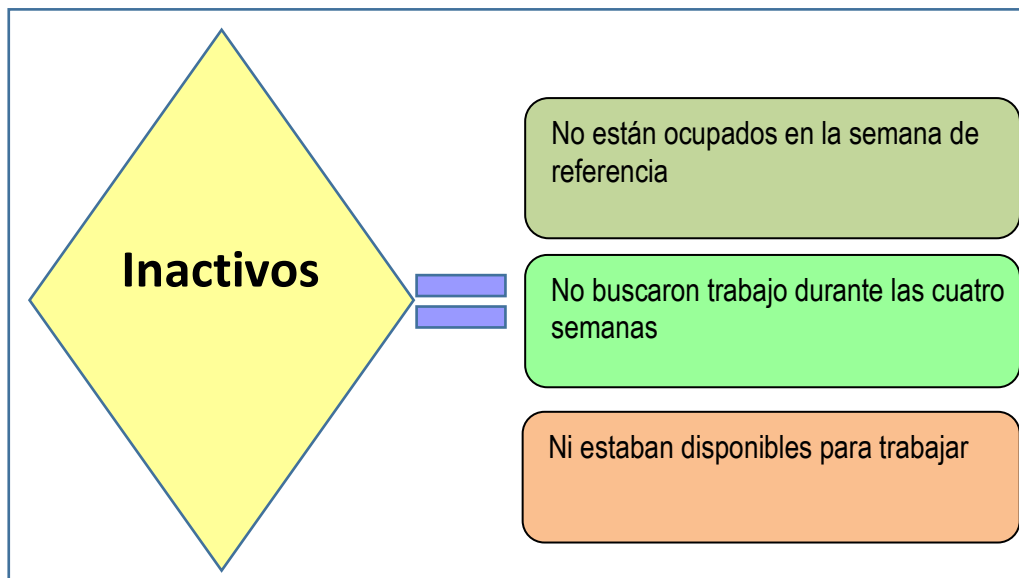 Inactivos
No están ocupados en la semana de
referencia
No buscaron trabajo durante las cuatro
semanas
Ni estaban disponibles para trabajar